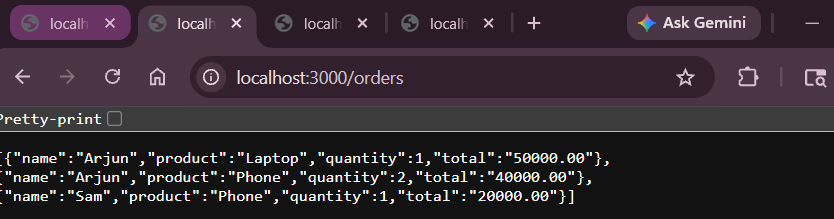 localh
localh
localh
localh
Ask Gemini
localhost:3000/orders
Pretty-print
[{"name":"Arjun","product":"Laptop","quantity":1,"total":"50000.00"},
{"name":"Arjun","product":"Phone","quantity":2,"total":"40000.00"},
{"name":"Sam","product":"Phone","quantity":1,"total":"20000.00"}]